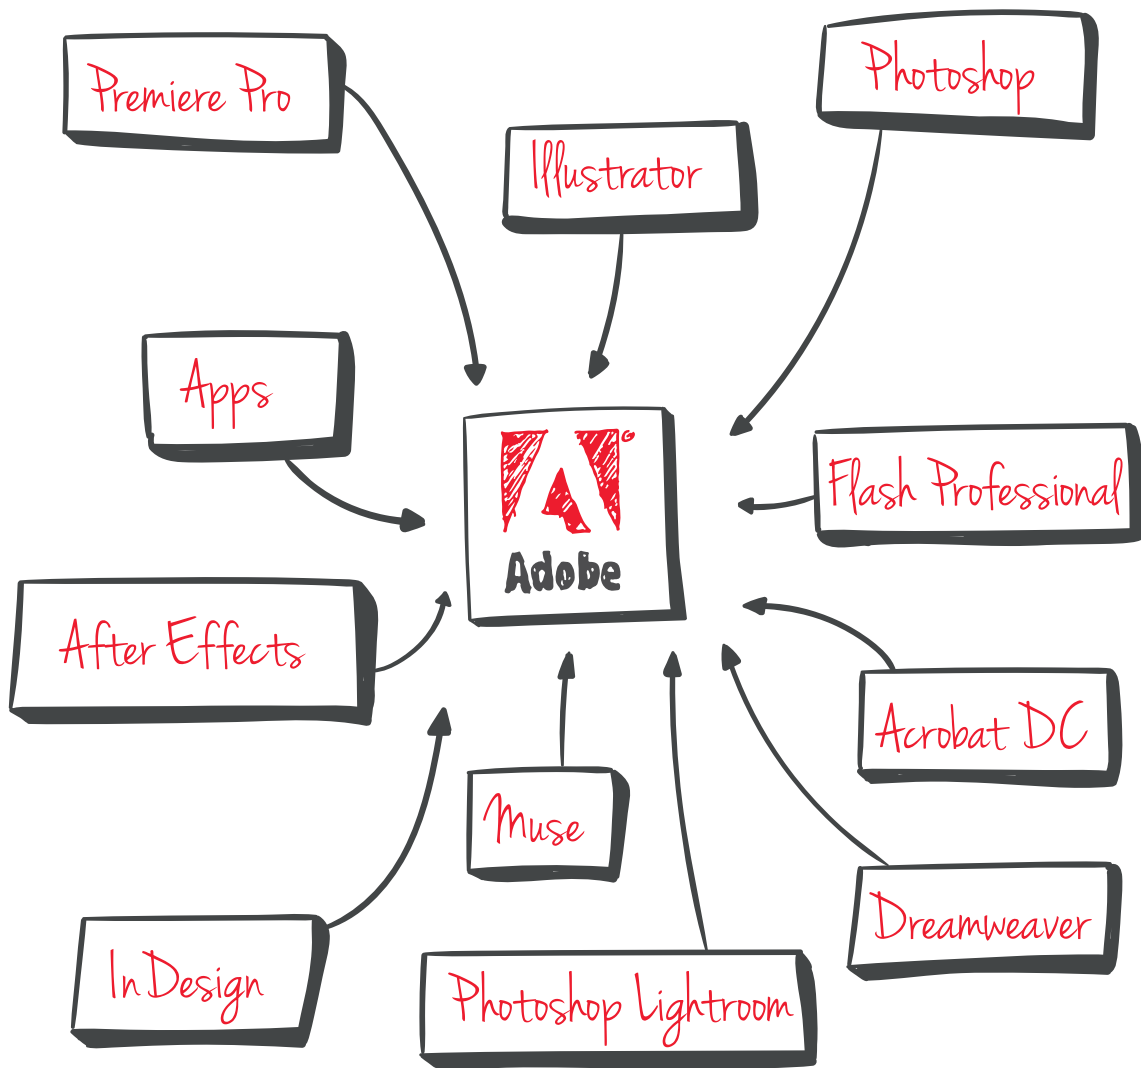 Premiere Pro
Photoshop
Illustrator
Apps
Flash Professional
Adobe
After Effects
Acrobat DC
Muse
Dreamweaver
InDesign
Photoshop Lightroom